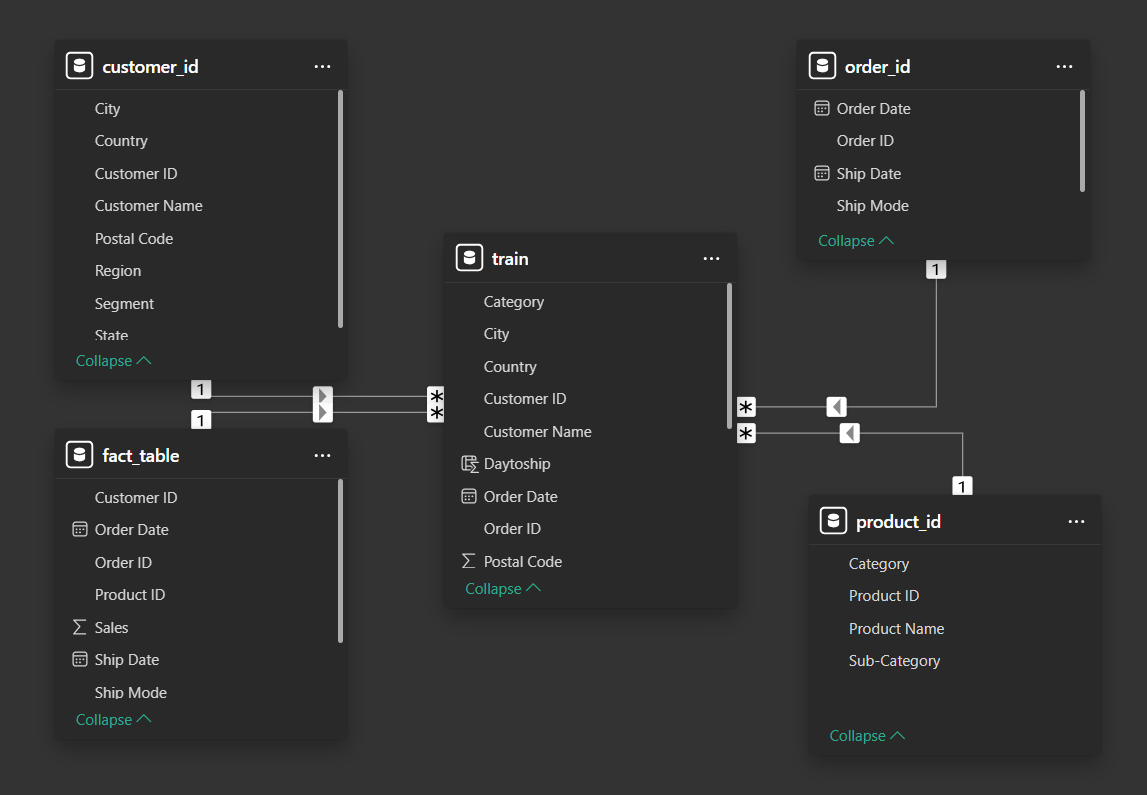 customer_id
City
Country
Customer ID
Customer Name
Postal Code
Region
Segment
State
Collapse
order_id
Order Date
Order ID
Ship Date
Ship Mode
Collapse
train
Category
City
Country
Customer ID
Customer Name
Daytoship
Order Date
Order ID
Postal Code
Collapse
1
1
*
*
1
*
*
1
fact_table
Customer ID
Order Date
Order ID
Product ID
Sales
Ship Date
Ship Mode
Collapse
product_id
Category
Product ID
Product Name
Sub-Category
Collapse